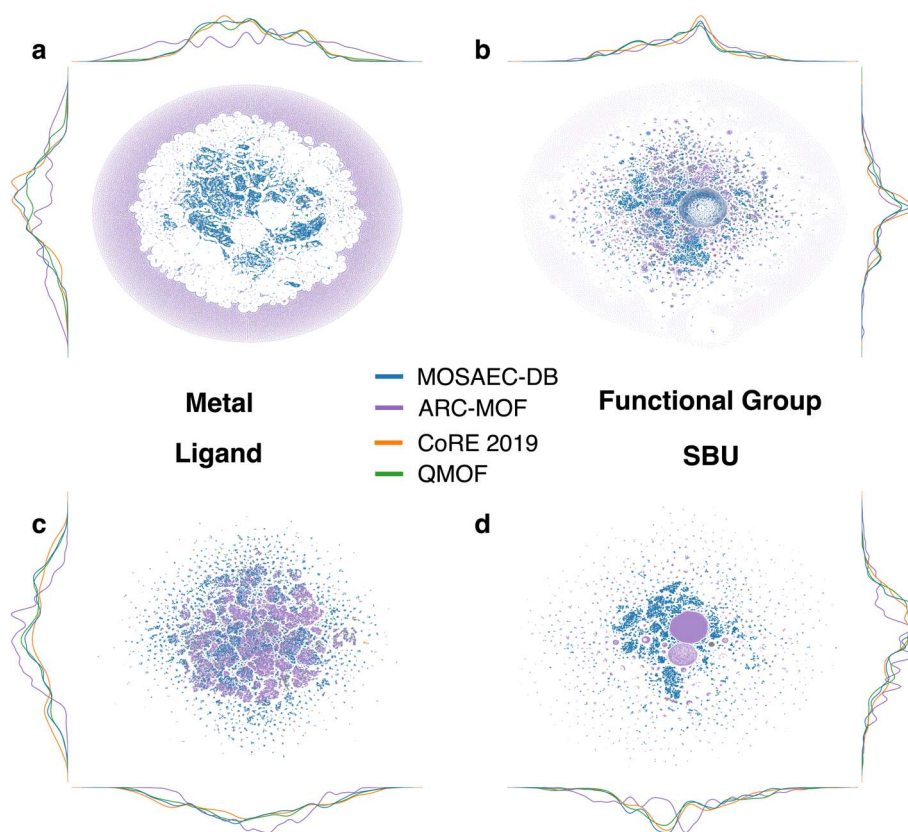 a
b
MOSAEC-DB
ARC-MOF
CoRE 2019
QMOF
Metal
Ligand
Functional Group
SBU
c
d